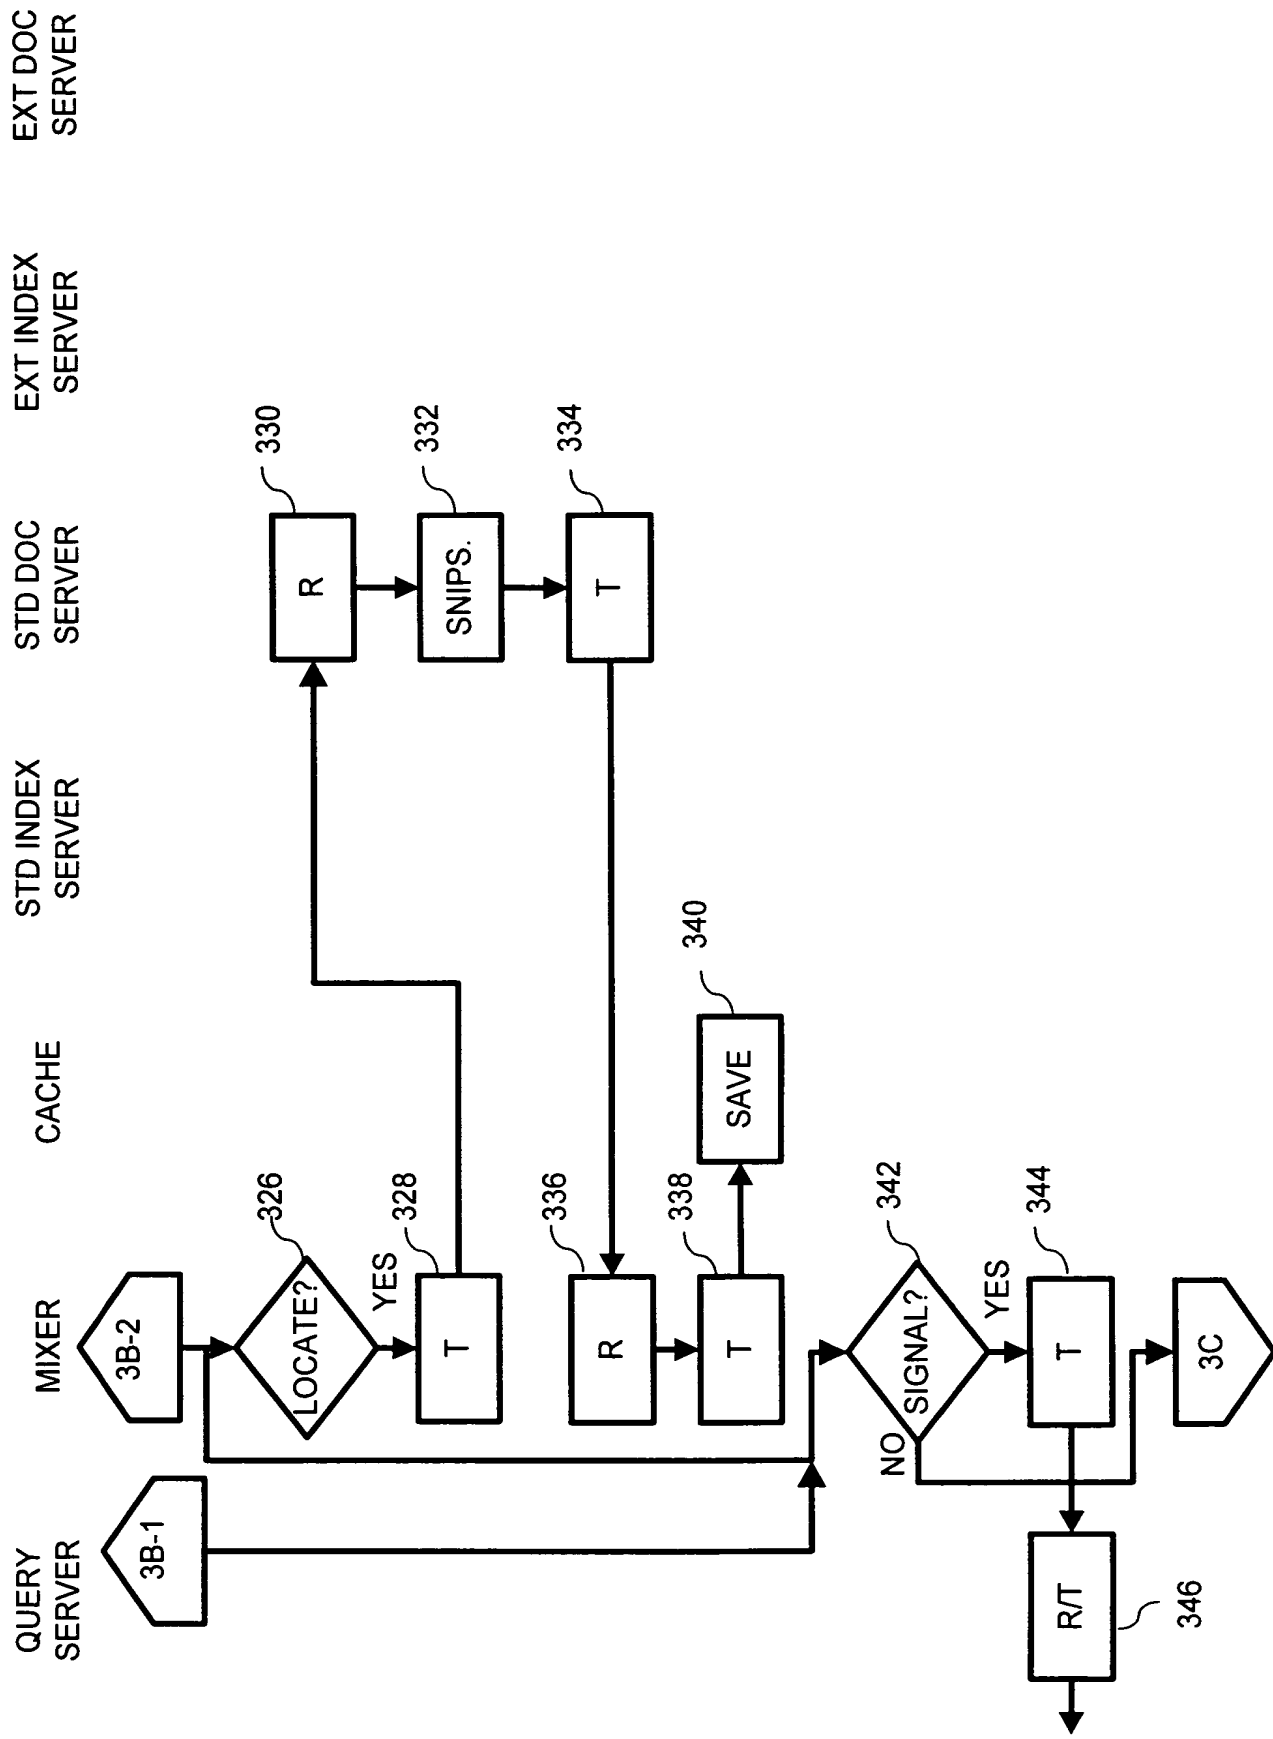 QUERY
SERVER
MIXER
CACHE
STD INDEX
SERVER
STD DOC
SERVER
EXT INDEX
SERVER
EXT DOC
SERVER
3B-1
3B-2
LOCATE?
326
YES
T
328
R
330
SNIPS.
332
T
334
R
336
T
338
SAVE
340
SIGNAL?
342
NO
YES
T
344
R/T
346
3C